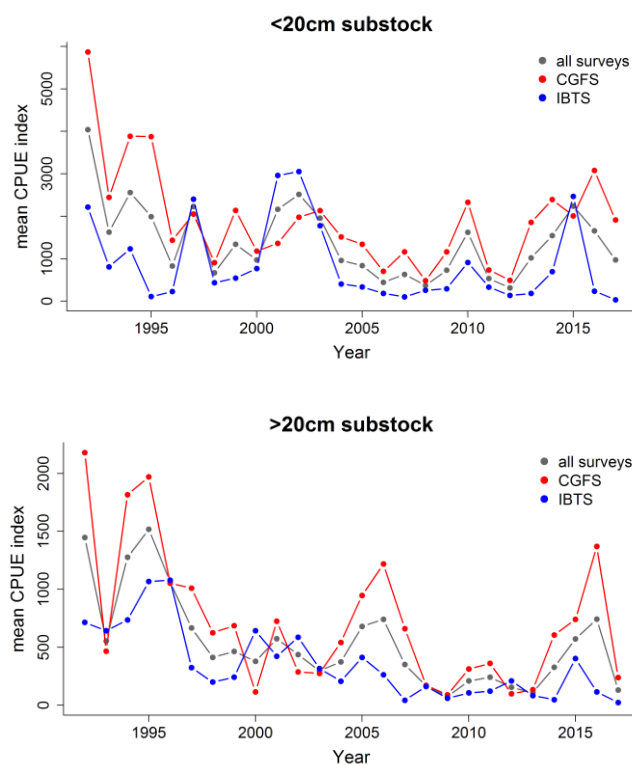 <20cm substock
all surveys
CGFS
IBTS
mean CPUE index
0
1000
3000
5000
1995
2000
2005
2010
2015
Year
>20cm substock
all surveys
CGFS
IBTS
mean CPUE index
0
500
1000
1500
2000
1995
2000
2005
2010
2015
Year